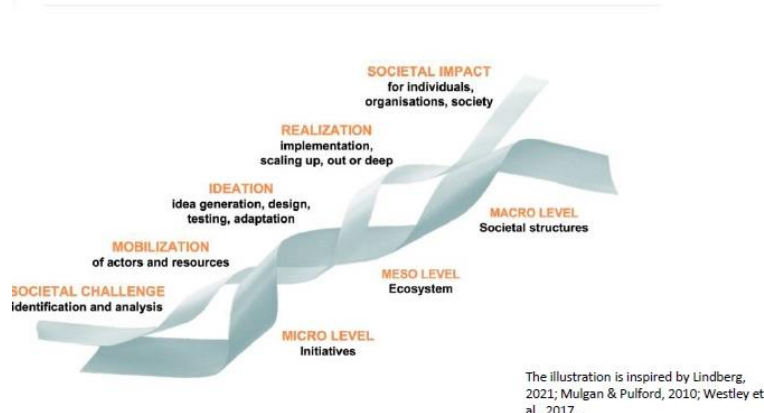 SOCIETAL IMPACT
for individuals,
organisations, society
REALIZATION
implementation,
scaling up, out or deep
IDEATION
idea generation, design,
testing, adaptation
MOBILIZATION
of actors and resources
SOCIETAL CHALLENGE
identification and analysis
MACRO LEVEL
Societal structures
MESO LEVEL
Ecosystem
MICRO LEVEL
Initiatives
The illustration is inspired by Lindberg,
2021; Mulgan & Pulford, 2010; Westley et
al., 2017